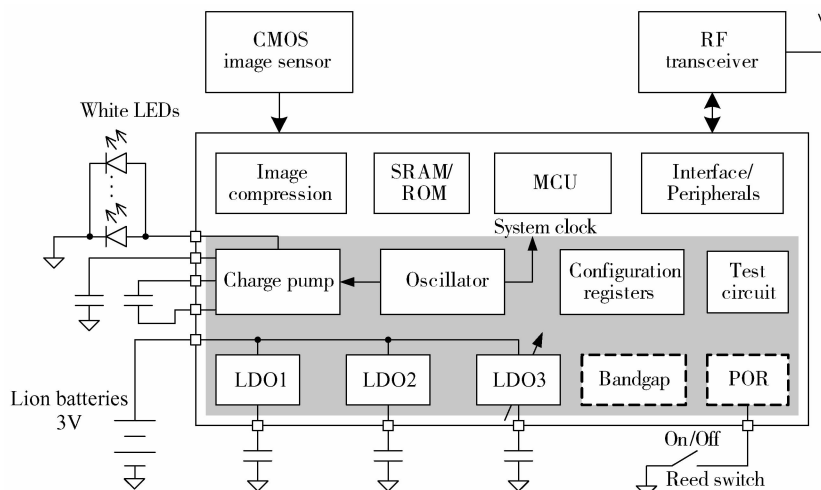 CMOS
image sensor
RF
transceiver
White LEDs
Image
compression
SRAM/
ROM
MCU
Interface/
Peripherals
System clock
Charge pump
Oscillator
Configuration
registers
Test
circuit
LDO1
LDO2
LDO3
Bandgap
POR
Lion batteries
3V
On/Off
Reed switch